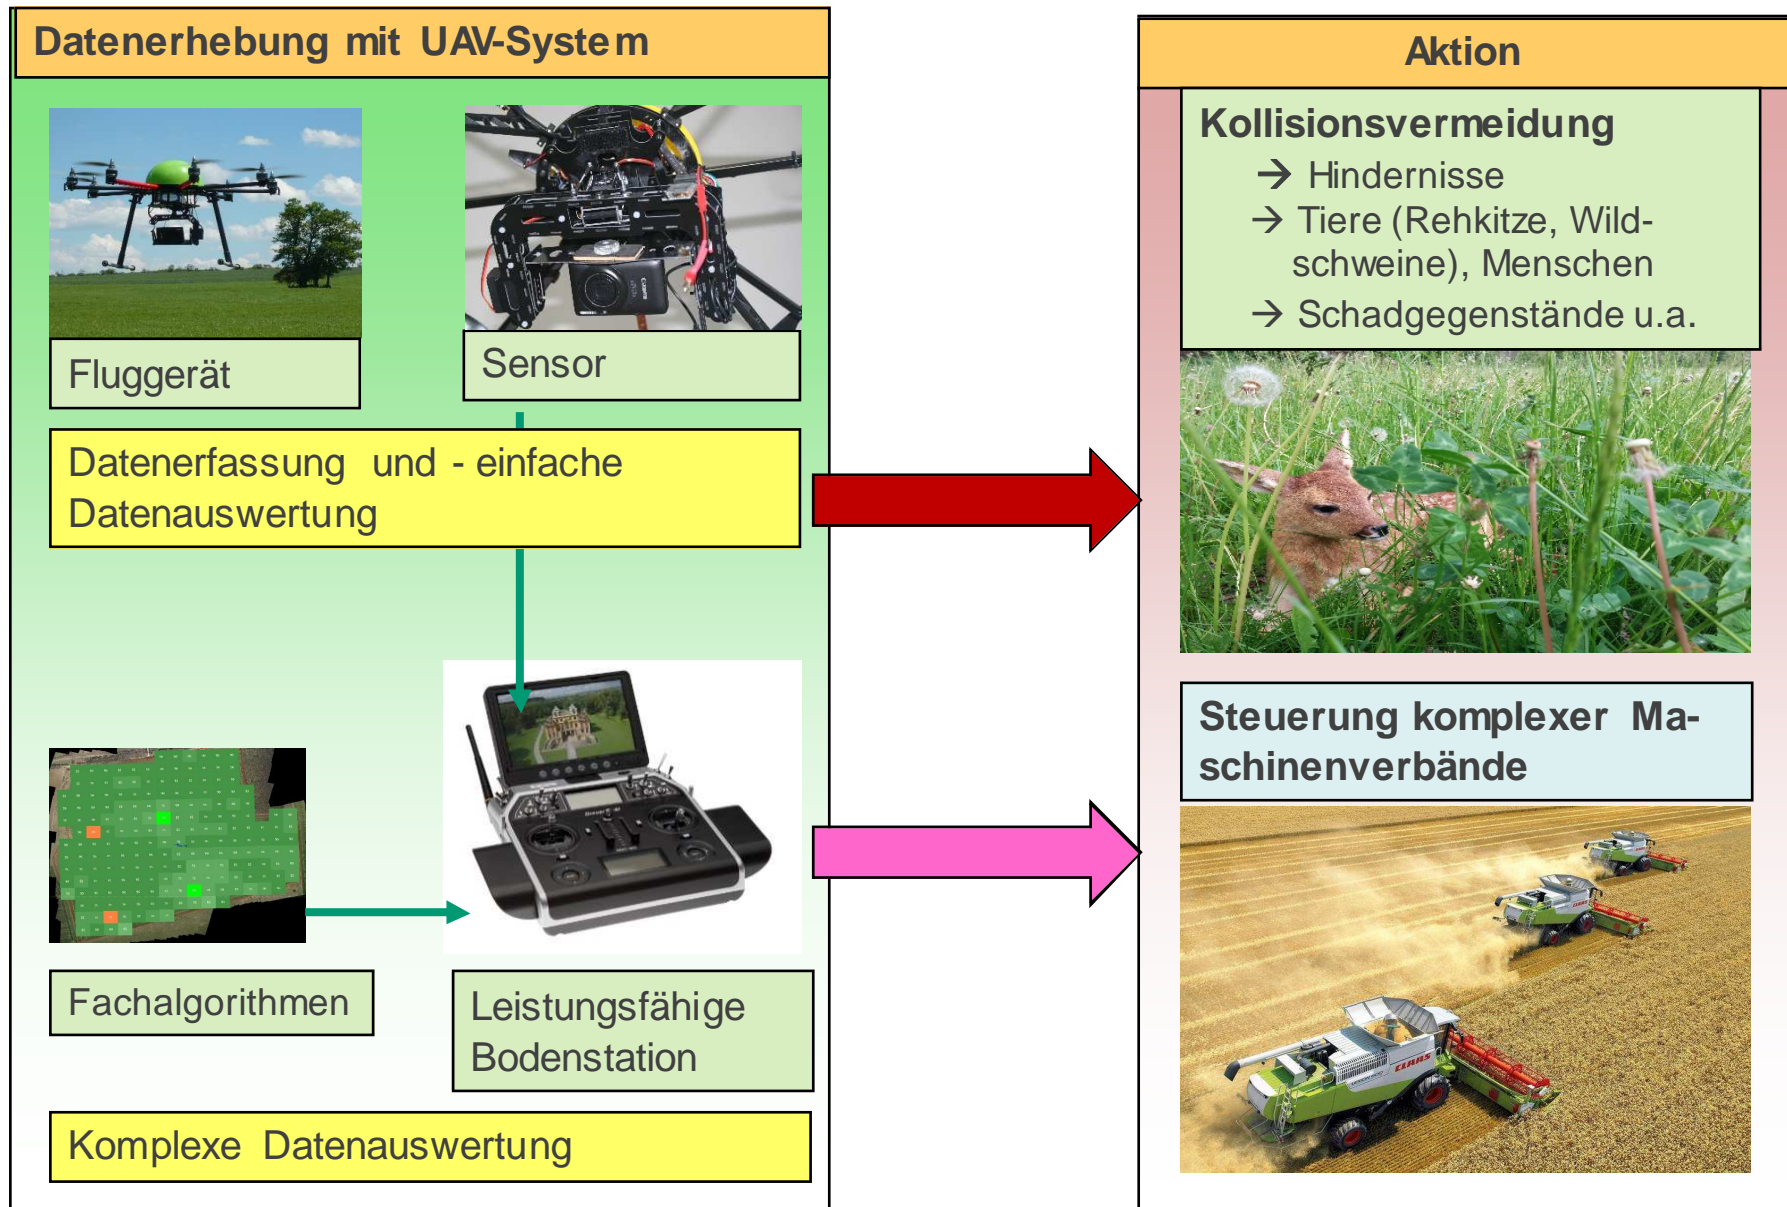 Datenerhebung mit UAV-System
Fluggerät
Sensor
Datenerfassung und - einfache
Datenauswertung
Fachalgorithmen
Leistungsfähige
Bodenstation
Komplexe Datenauswertung
Aktion
Kollisionsvermeidung
→ Hindernisse
→ Tiere (Rehkitze, Wild-
schweine), Menschen
→ Schadgegenstände u.a.
Steuerung komplexer Ma-
schinenverbände
CLAAS